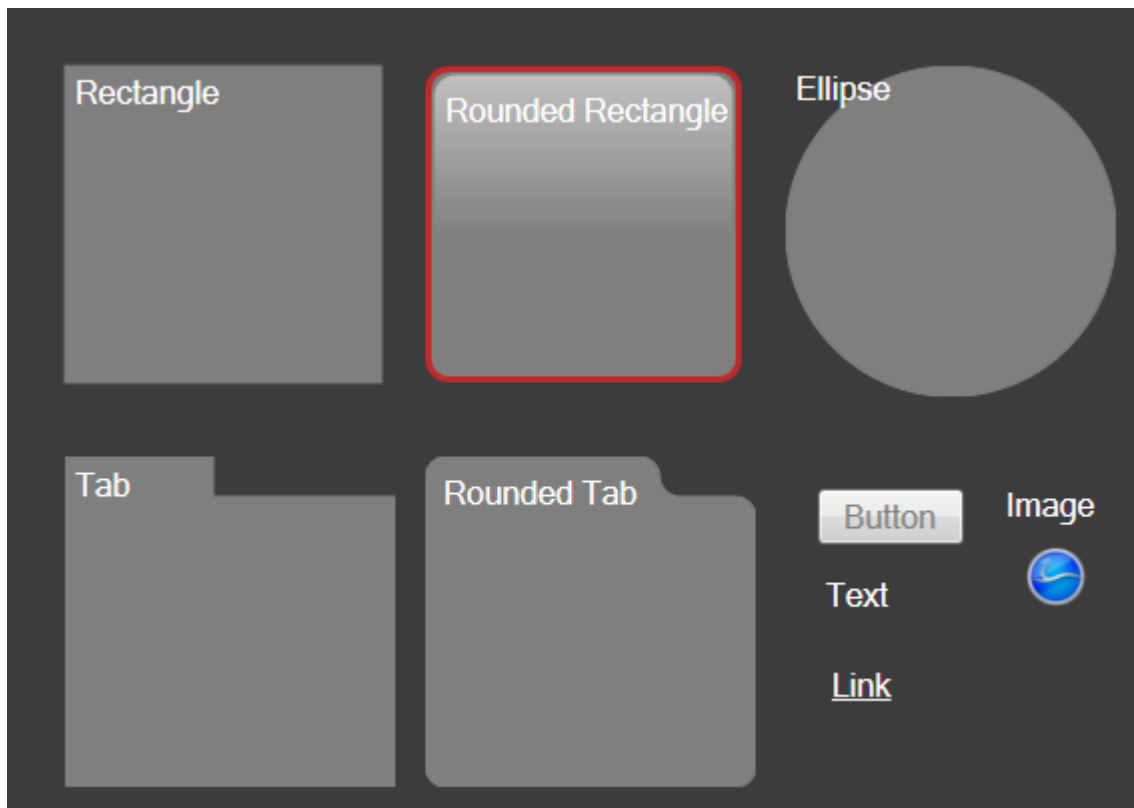 Rectangle
Rounded Rectangle
Ellipse
Tab
Rounded Tab
Button
Image
Text
Link